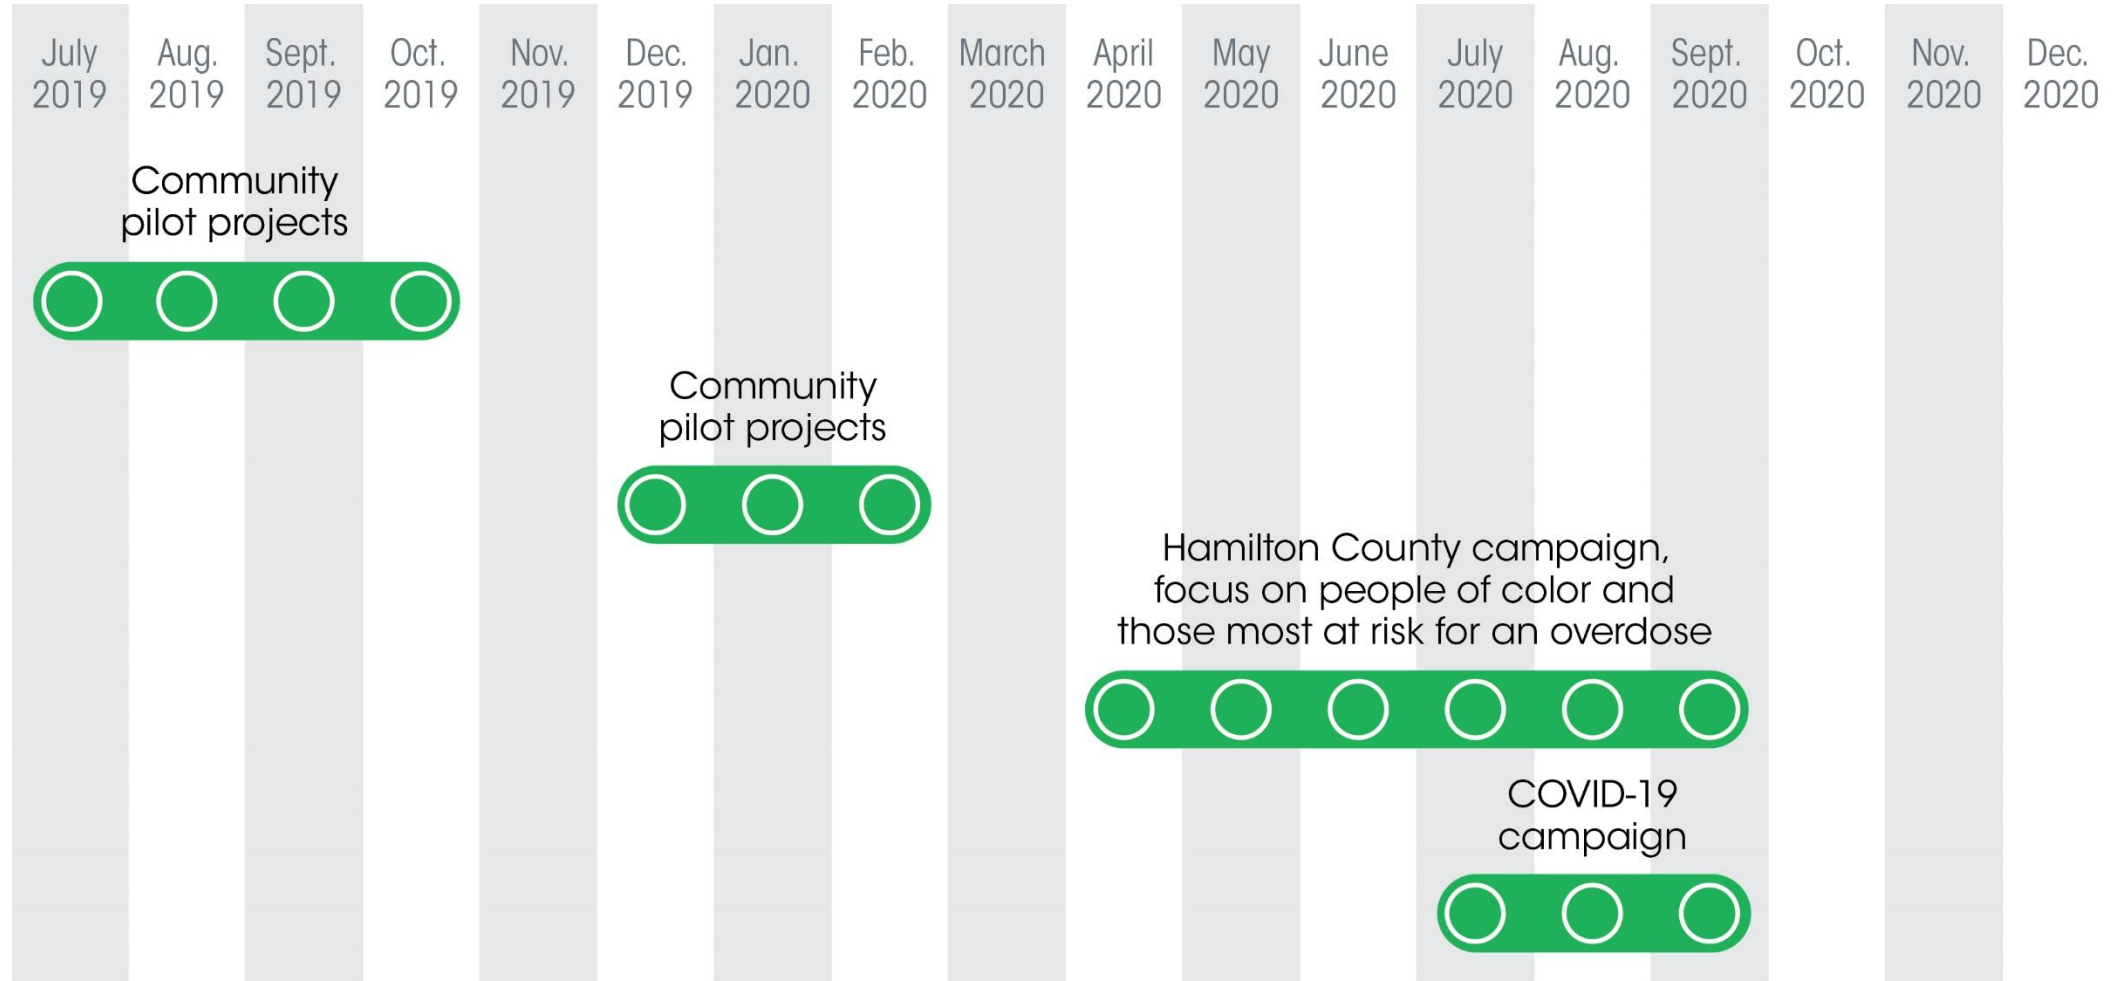 July Aug. Sept. Oct. Nov. Dec. Jan. Feb. March April May June July Aug. Sept. Oct. Nov. Dec.
2019 2019 2019 2019 2019 2019 2020 2020 2020 2020 2020 2020 2020 2020 2020 2020 2020 2020
Community
pilot projects
Community
pilot projects
Hamilton County campaign,
focus on people of color and
those most at risk for an overdose
COVID-19
campaign